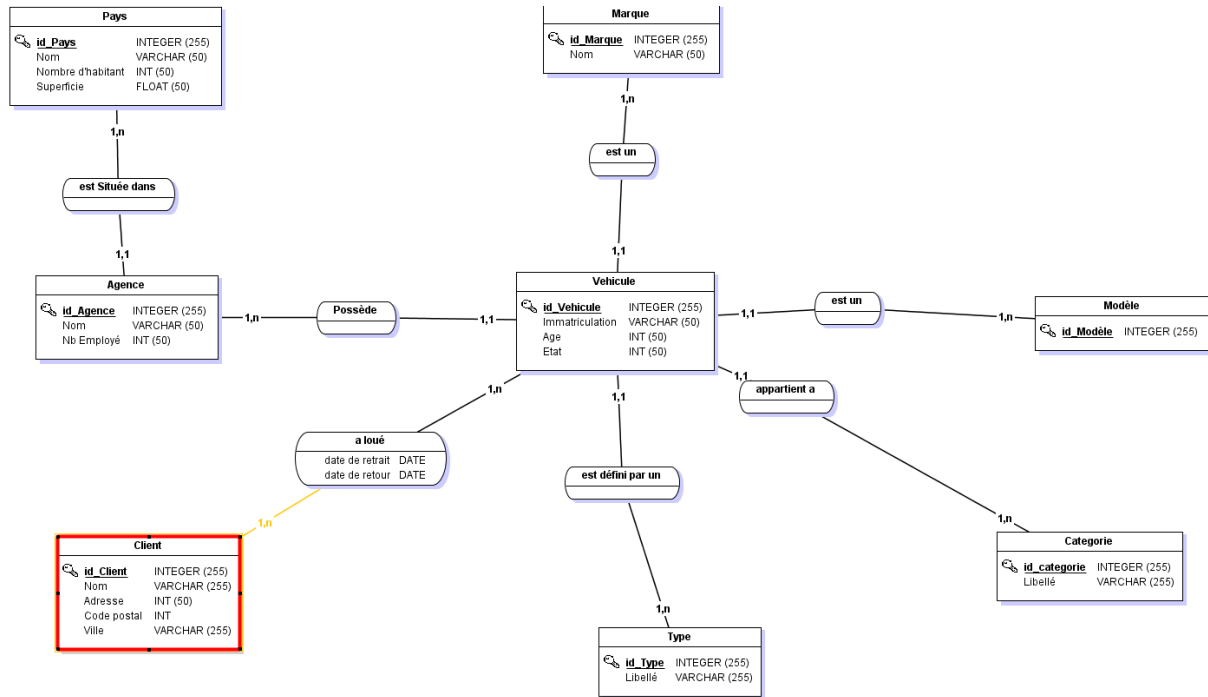 Pays
id_Pays INTEGER (255)
Nom VARCHAR (50)
Nombre d'habitant INT (50)
Superficie FLOAT (50)
Marque
id_Marque INTEGER (255)
Nom VARCHAR (50)
1,n
1,n
est un
est Située dans
1,1
1,1
Agence
id_Agence INTEGER (255)
Nom VARCHAR (50)
Nb Employé INT (50)
1,n
Possède
1,1
Vehicule
id_Vehicule INTEGER (255)
Immatriculation VARCHAR (50)
Age INT (50)
Etat INT (50)
1,1
est un
1,n
Modèle
id_Modèle INTEGER (255)
1,n
1,1
1,1
appartient a
a loué
date de retrait DATE
date de retour DATE
est défini par un
1,n
1,n
Client
id_Client INTEGER (255)
Nom VARCHAR (255)
Adresse INT (50)
Code postal INT
Ville VARCHAR (255)
Categorie
id_categorie INTEGER (255)
Libellé VARCHAR (255)
1,n
Type
id_Type INTEGER (255)
Libellé VARCHAR (255)